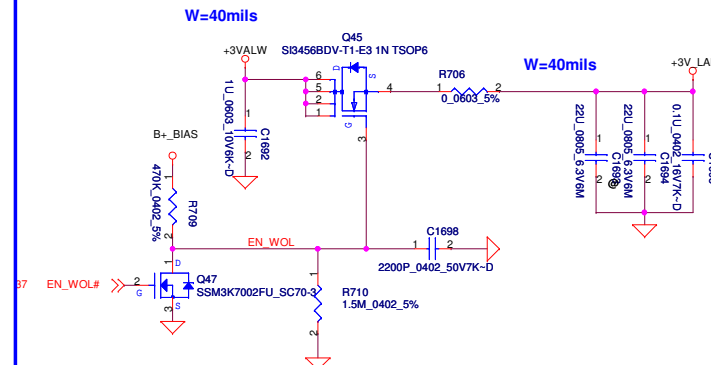 W=40mils
Q45
SI3456BDV-T1-E3 1N TSOP6
+3VALW
D
S
6
5
2
1
4
G
3
R706
1
2
0_0603_5%
W=40mils
+3V_LA
1U_0603_10V6K~D
1
2
C1692
B+_BIAS
1
470K_0402_5%
2
R709
22U_0805_6.3V6M
1
2
@
22U_0805_6.3V6M
1
2
C1694
0.1U_0402_16V7K~D
1
2
EN_WOL
C1698
1
2
2200P_0402_50V7K~D
37
EN_WOL#
2
G
1
D
Q47
SSM3K7002FU_SC70-3
3
S
1
R710
1.5M_0402_5%
2